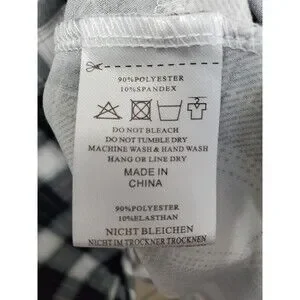 90%POLYESTER
10%SPANDEX
DO NOT BLEACH
DO NOT TUMBLE DRY
MACHINE WASH & HAND WASH
HANG OR LINE DRY
MADE IN
CHINA
90%POLYESTER
10%ELASTHAN
NICHT BLEICHEN
NICHT IM TROCKNER TROCKNEN